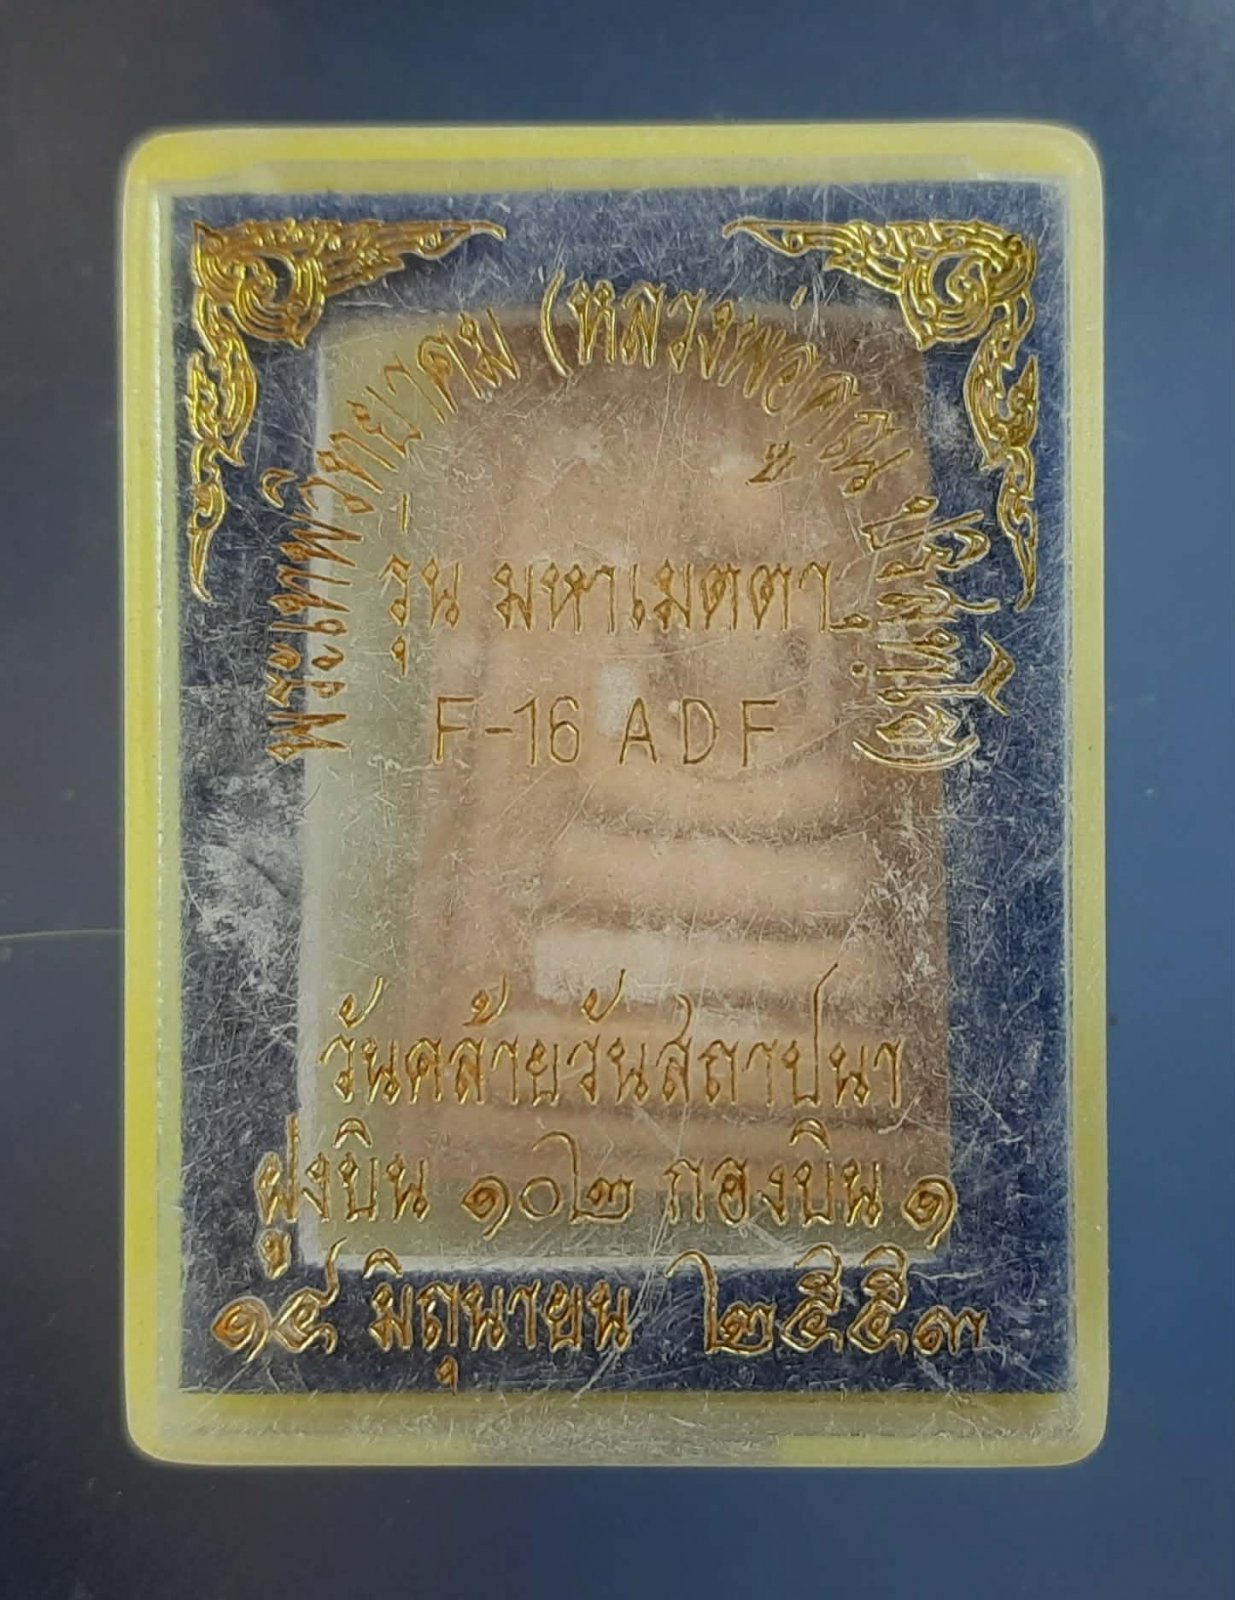 พระเทพวิทยาคม (หลวงพ่อคูณ ปริสุทฺโธ)
รุ่น มหาเมตตา
F-16 ADF
วันคล้ายวันสถาปนา
ฝูงบิน ๑๐๒ กองบิน ๑
๑๔ มิถุนายน ๒๕๕๓